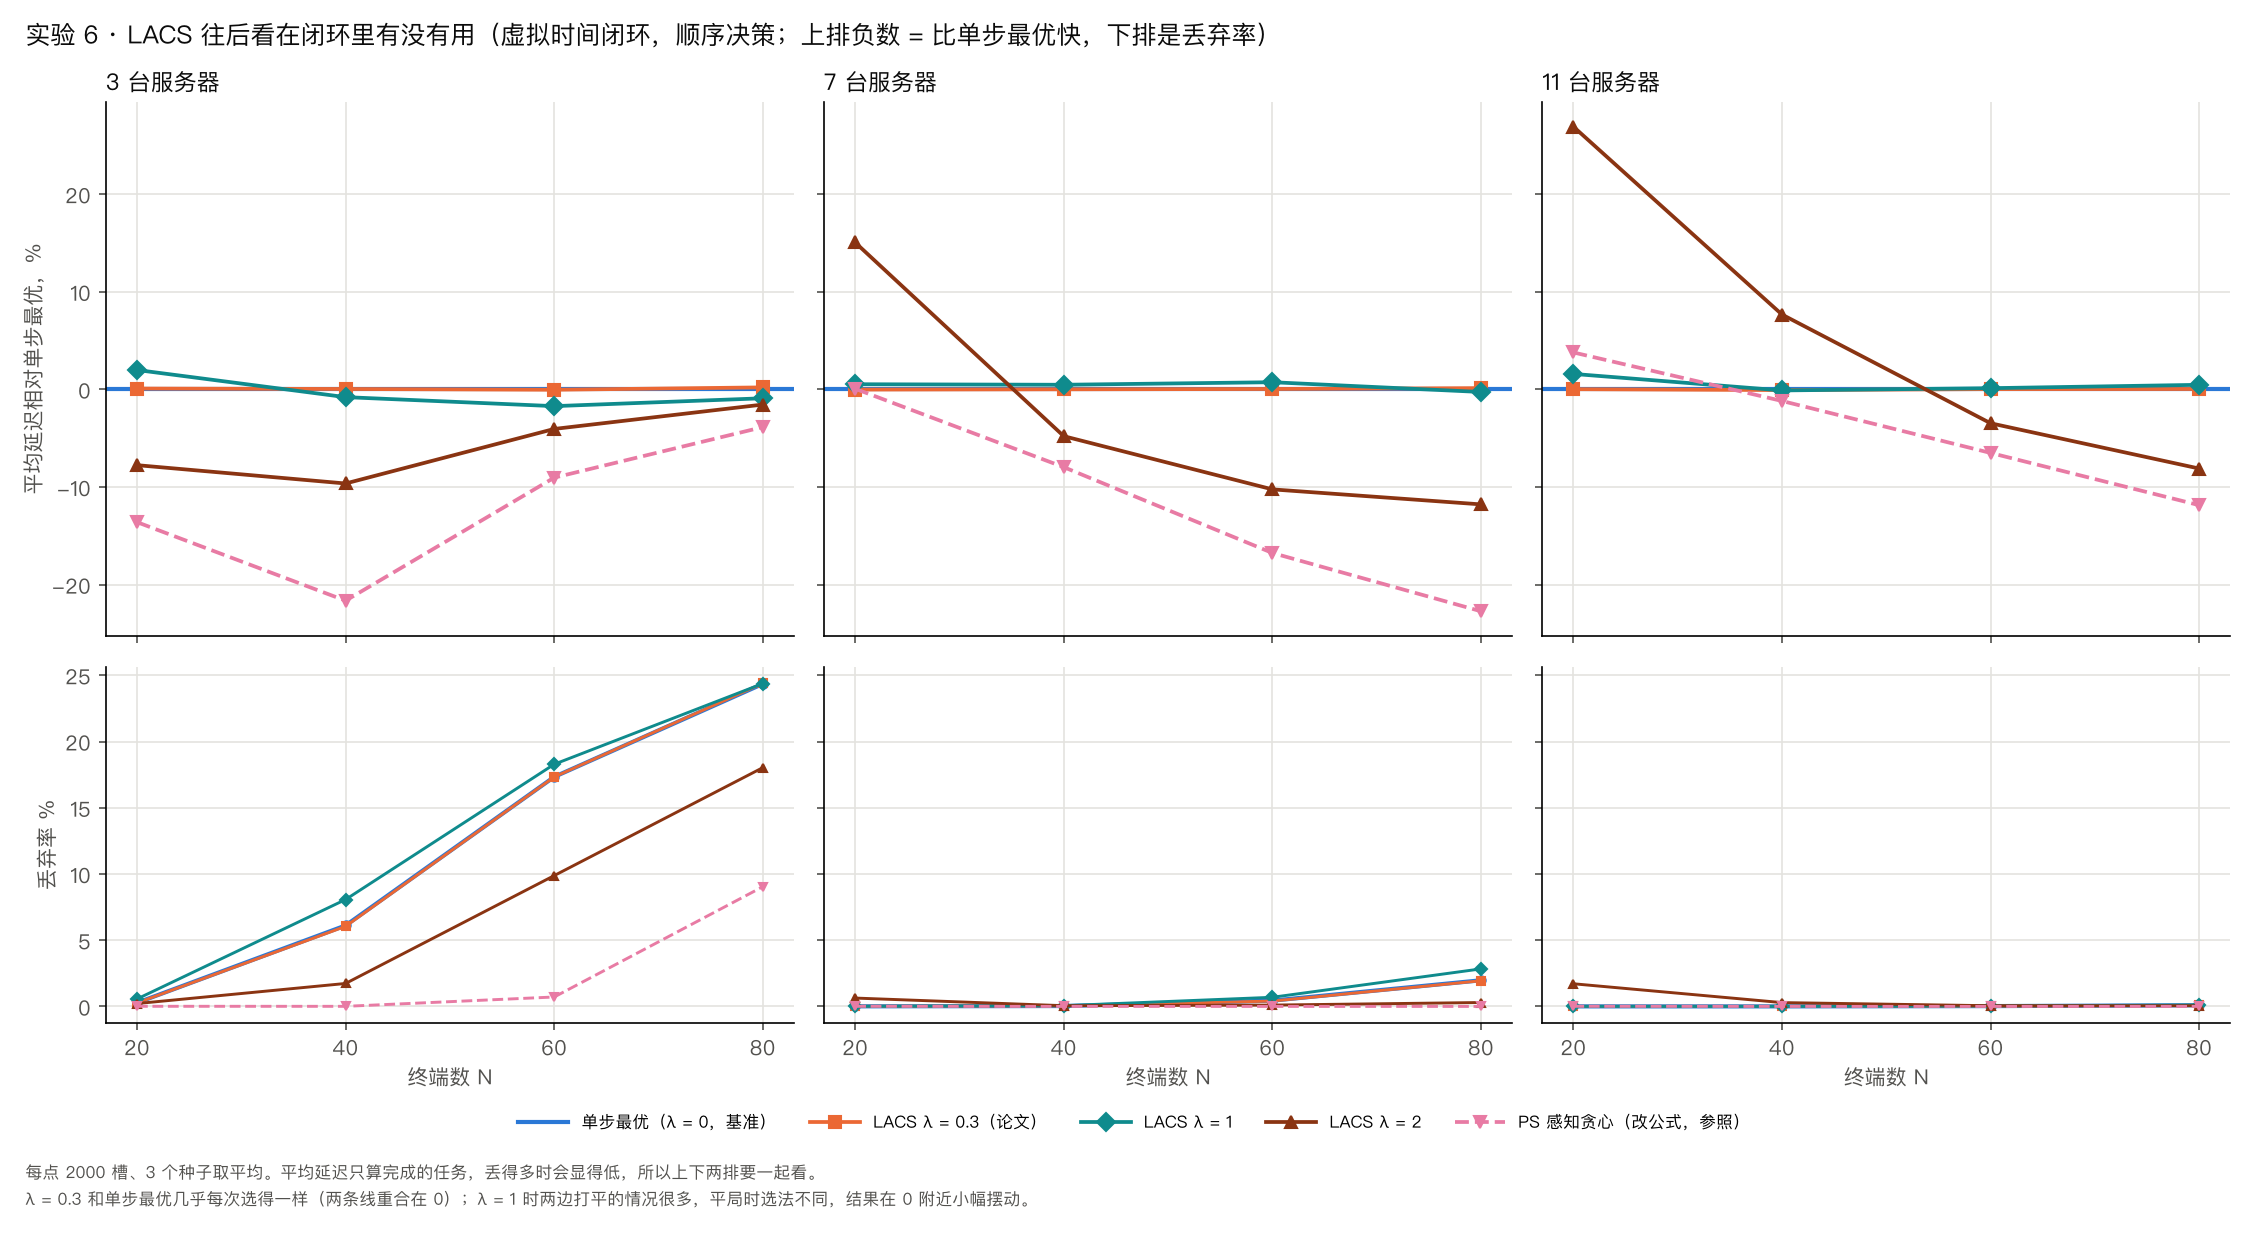 实验 6 · LACS 往后看在闭环里有没有用（虚拟时间闭环，顺序决策；上排负数 = 比单步最优快，下排是丢弃率）
3 台服务器
7 台服务器
11 台服务器
平均延迟相对单步最优，%
20
10
0
−10
−20
丢弃率 %
25
20
15
10
5
0
20
40
60
80
20
40
60
80
20
40
60
80
终端数 N
终端数 N
终端数 N
单步最优（λ = 0，基准）
LACS λ = 0.3（论文）
LACS λ = 1
LACS λ = 2
PS 感知贪心（改公式，参照）
每点 2000 槽、3 个种子取平均。平均延迟只算完成的任务，丢得多时会显得低，所以上下两排要一起看。
λ = 0.3 和单步最优几乎每次选得一样（两条线重合在 0）；λ = 1 时两边打平的情况很多，平局时选法不同，结果在 0 附近小幅摆动。